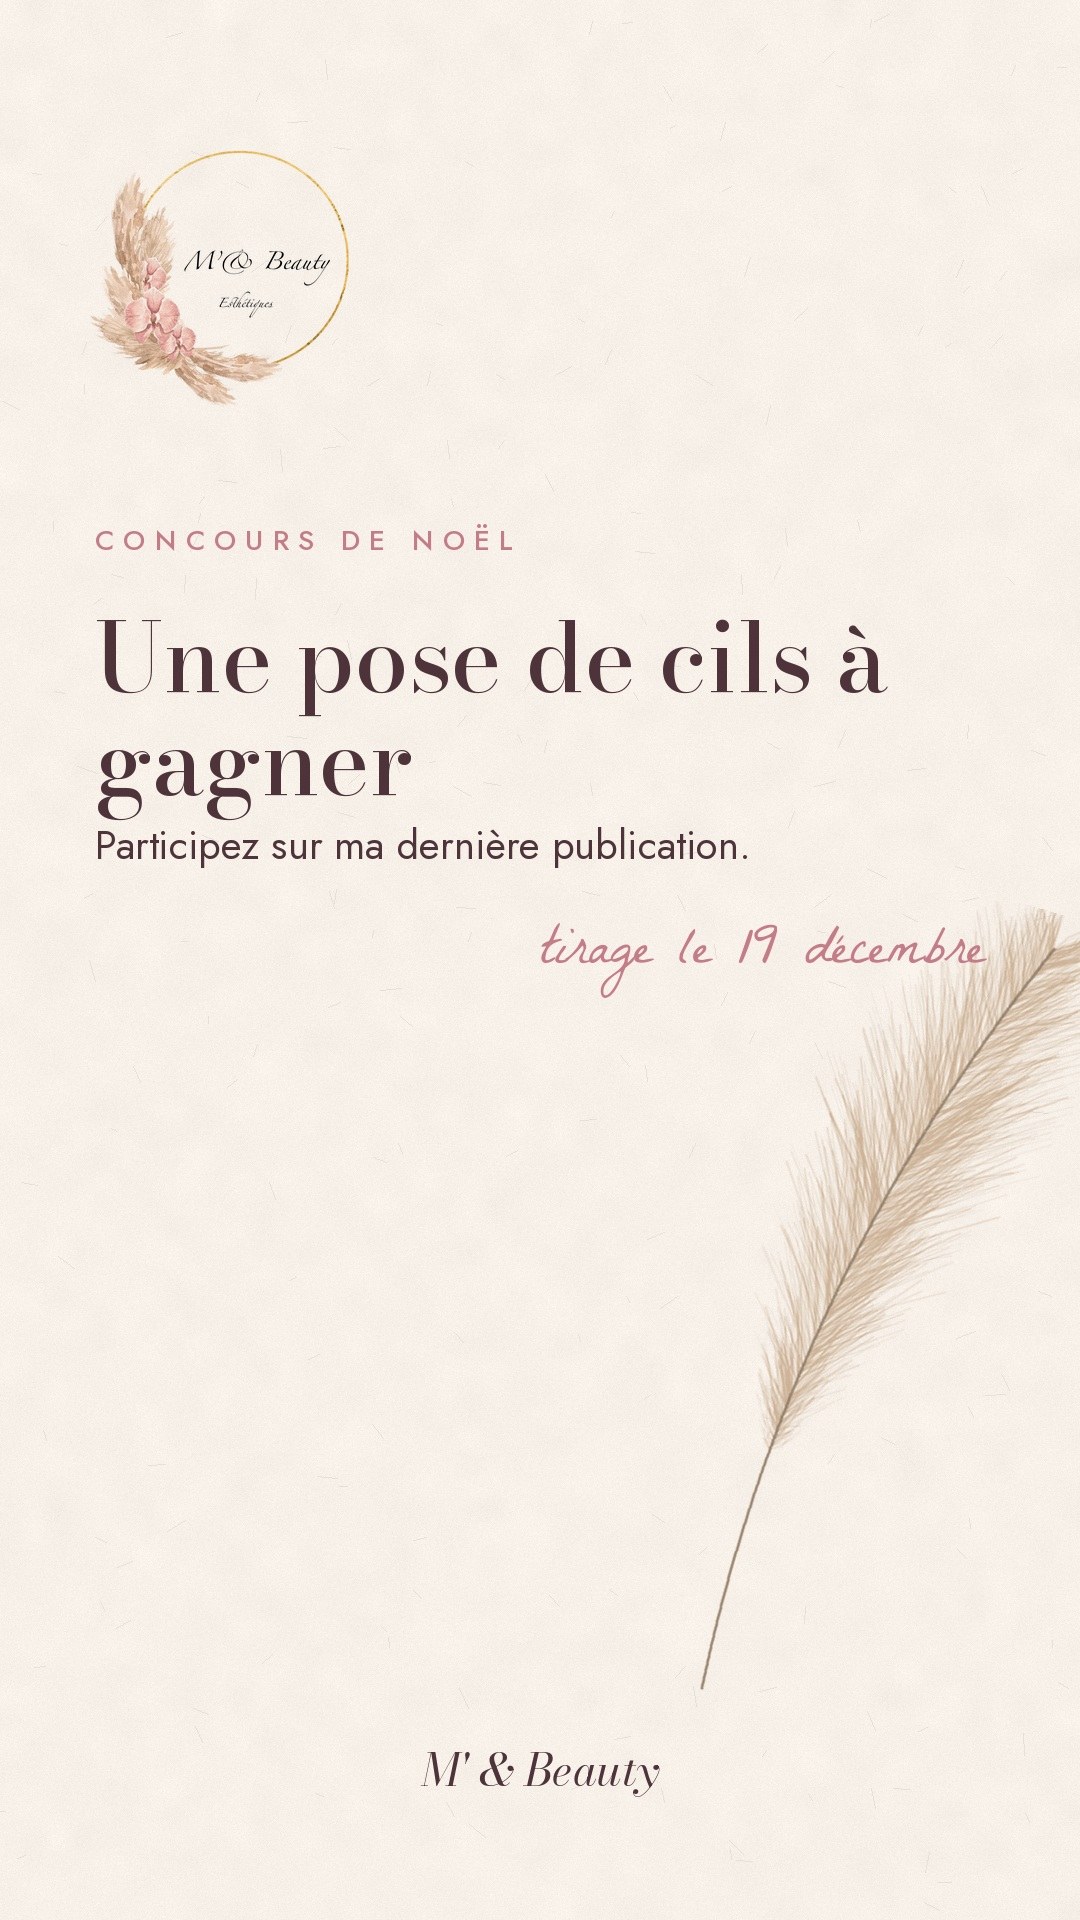 M'& Beauty
Esthétiques
CONCOURS DE NOËL
Une pose de cils à
gagner
Participez sur ma dernière publication.
tirage le 19 décembre
M' & Beauty